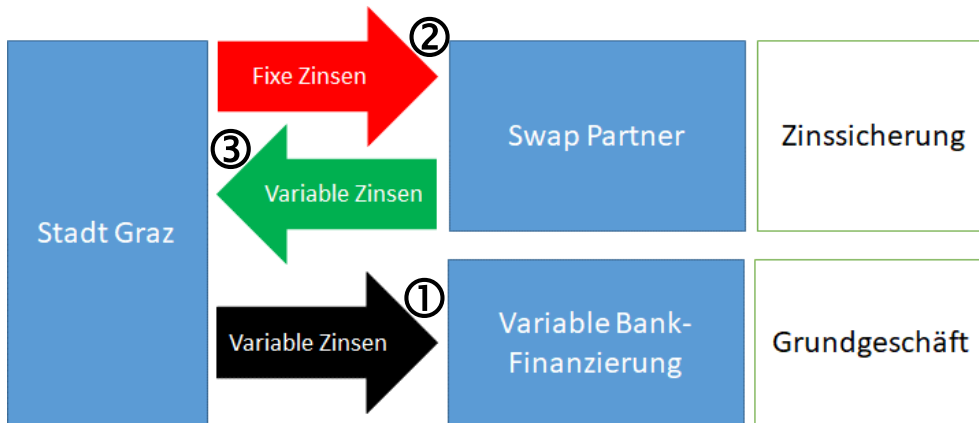 ②
Fixe Zinsen
Swap Partner
Zinssicherung
③
Variable Zinsen
Stadt Graz
①
Variable Zinsen
Variable Bank-
Finanzierung
Grundgeschäft